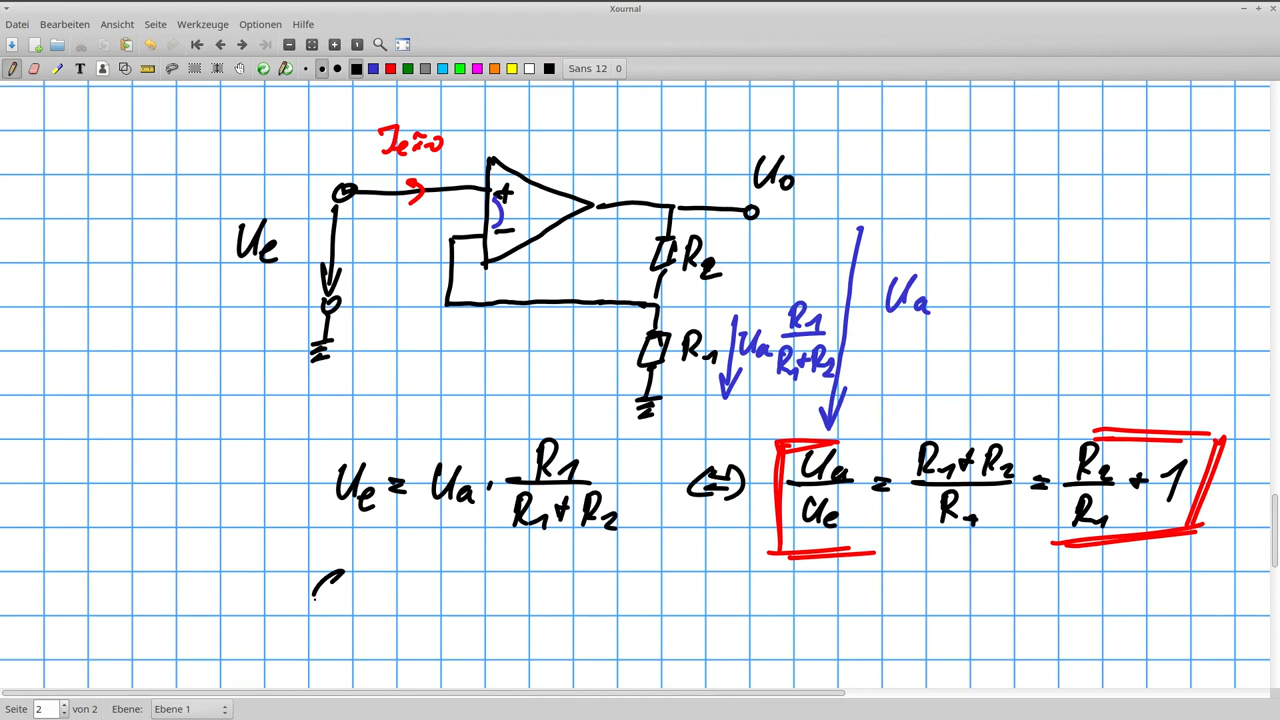 Xournal
Datei Bearbeiten Ansicht Seite Werkzeuge Optionen Hilfe
Sans 12 0
Ie≈0
Uo
+
Ue
−
R2
Ua
R1
Ua R1/(R1+R2)
Ue = Ua · R1/(R1+R2) ⇔ Ua/Ue = (R1+R2)/R1 = R2/R1 + 1
Seite 2 von 2 Ebene: Ebene 1